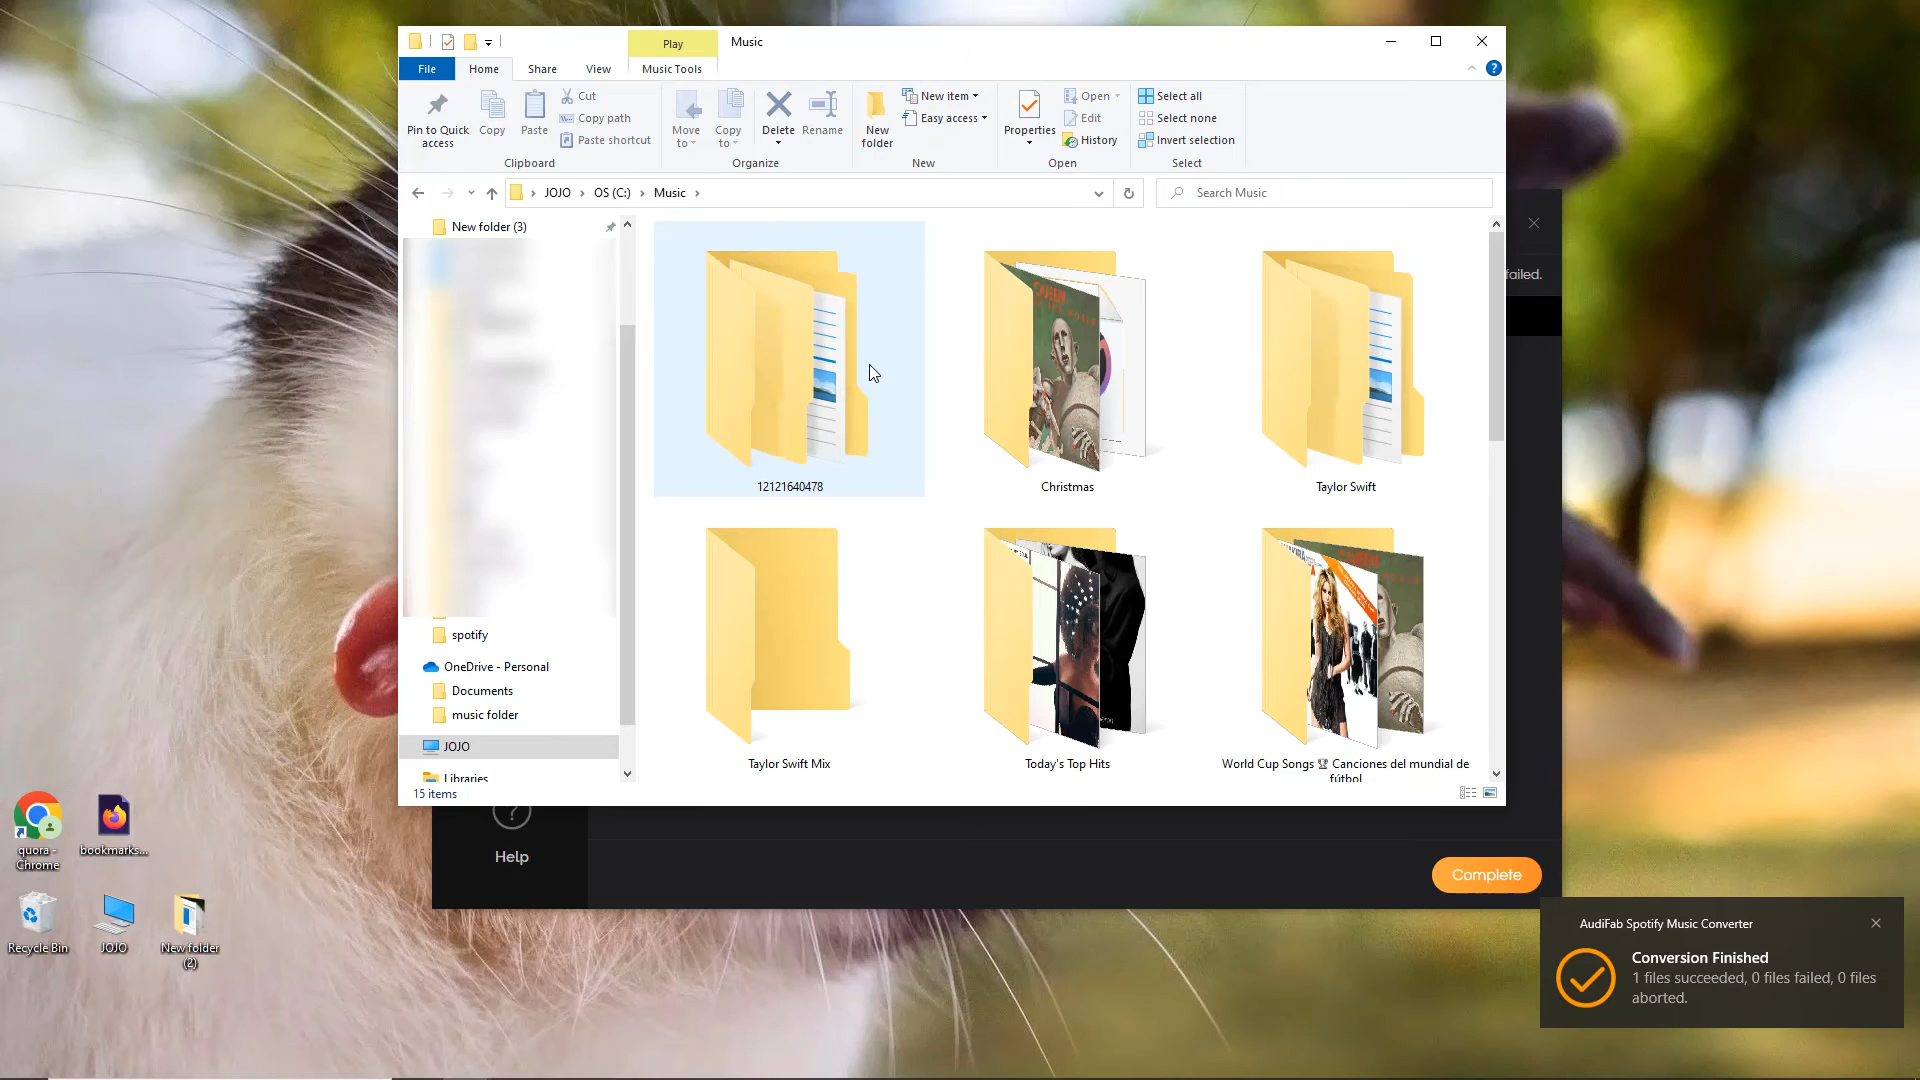 Play
Music
File
Home
Share
View
Music Tools
Pin to Quick access
Copy
Paste
Cut
Copy path
Paste shortcut
Clipboard
Move to
Copy to
Delete
Rename
Organize
New folder
New item
Easy access
New
Properties
Open
Edit
History
Open
Select all
Select none
Invert selection
Select
JOJO
OS (C:)
Music
Search Music
New folder (3)
spotify
OneDrive - Personal
Documents
music folder
JOJO
Libraries
12121640478
Christmas
Taylor Swift
Taylor Swift Mix
Today's Top Hits
World Cup Songs 🏆 Canciones del mundial de
fútbol
15 items
failed.
Help
Complete
quora -
Chrome
bookmarks...
Recycle Bin
JOJO
New folder
(2)
AudiFab Spotify Music Converter
Conversion Finished
1 files succeeded, 0 files failed, 0 files
aborted.